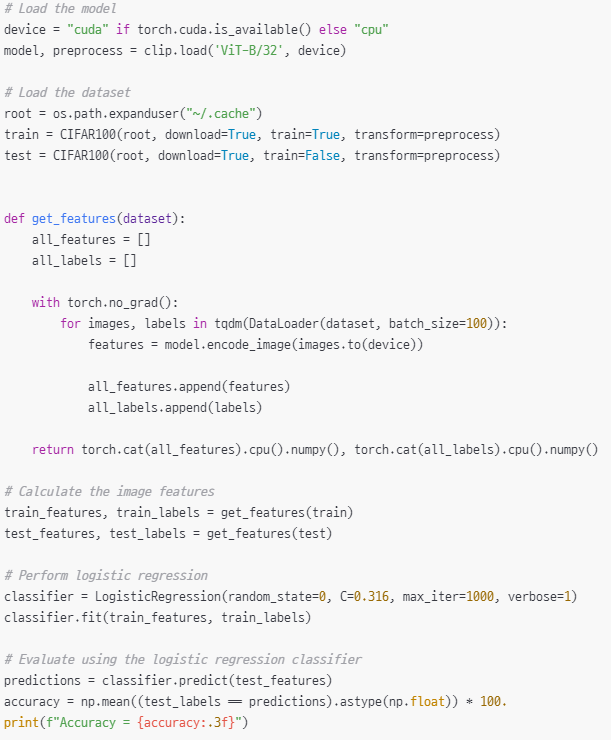 # Load the model
device = "cuda" if torch.cuda.is_available() else "cpu"
model, preprocess = clip.load('ViT-B/32', device)

# Load the dataset
root = os.path.expanduser("~/.cache")
train = CIFAR100(root, download=True, train=True, transform=preprocess)
test = CIFAR100(root, download=True, train=False, transform=preprocess)


def get_features(dataset):
    all_features = []
    all_labels = []

    with torch.no_grad():
        for images, labels in tqdm(DataLoader(dataset, batch_size=100)):
            features = model.encode_image(images.to(device))

            all_features.append(features)
            all_labels.append(labels)

    return torch.cat(all_features).cpu().numpy(), torch.cat(all_labels).cpu().numpy()

# Calculate the image features
train_features, train_labels = get_features(train)
test_features, test_labels = get_features(test)

# Perform logistic regression
classifier = LogisticRegression(random_state=0, C=0.316, max_iter=1000, verbose=1)
classifier.fit(train_features, train_labels)

# Evaluate using the logistic regression classifier
predictions = classifier.predict(test_features)
accuracy = np.mean((test_labels == predictions).astype(np.float)) * 100.
print(f"Accuracy = {accuracy:.3f}")